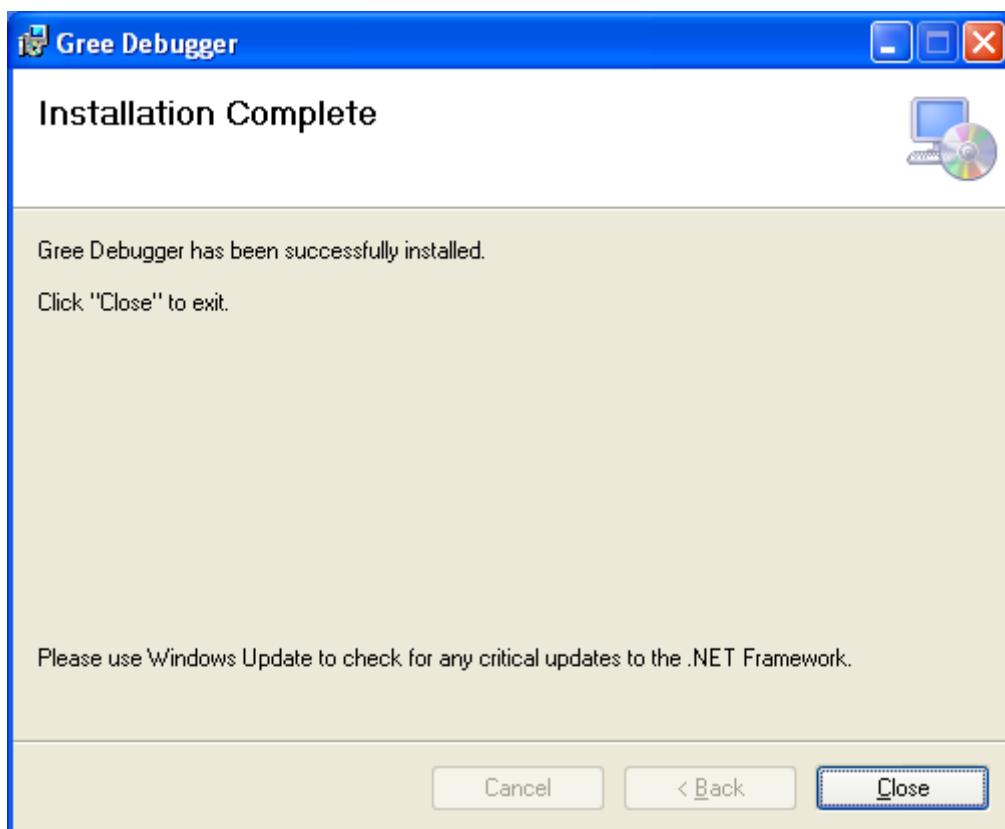 Gree Debugger
Installation Complete
Gree Debugger has been successfully installed.
Click "Close" to exit.
Please use Windows Update to check for any critical updates to the .NET Framework.
Cancel
< Back
Close